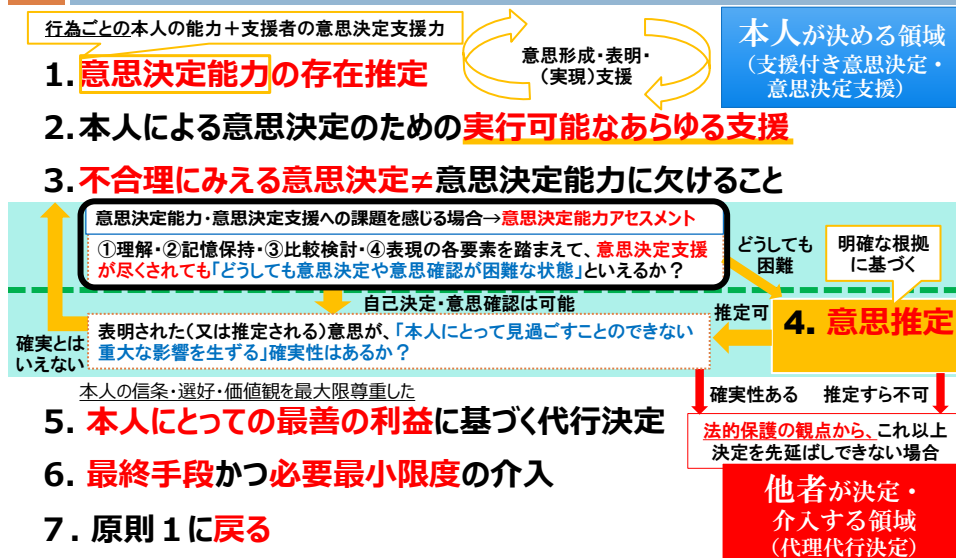 行為ごとの本人の能力＋支援者の意思決定支援力
意思形成・表明・
（実現）支援
本人が決める領域
（支援付き意思決定・
意思決定支援）
1. 意思決定能力の存在推定
2. 本人による意思決定のための実行可能なあらゆる支援
3. 不合理にみえる意思決定≠意思決定能力に欠けること
意思決定能力・意思決定支援への課題を感じる場合→意思決定能力アセスメント
①理解・②記憶保持・③比較検討・④表現の各要素を踏まえて、意思決定支援
が尽くされても「どうしても意思決定や意思確認が困難な状態」といえるか？
どうしても
困難
明確な根拠
に基づく
自己決定・意思確認は可能
推定可
4. 意思推定
表明された（又は推定される）意思が、「本人にとって見過ごすことのできない
重大な影響を生ずる」確実性はあるか？
確実とは
いえない
本人の信条・選好・価値観を最大限尊重した
確実性ある
推定すら不可
5. 本人にとっての最善の利益に基づく代行決定
法的保護の観点から、これ以上
決定を先延ばしできない場合
6. 最終手段かつ必要最小限度の介入
他者が決定・
介入する領域
（代理代行決定）
7. 原則１に戻る